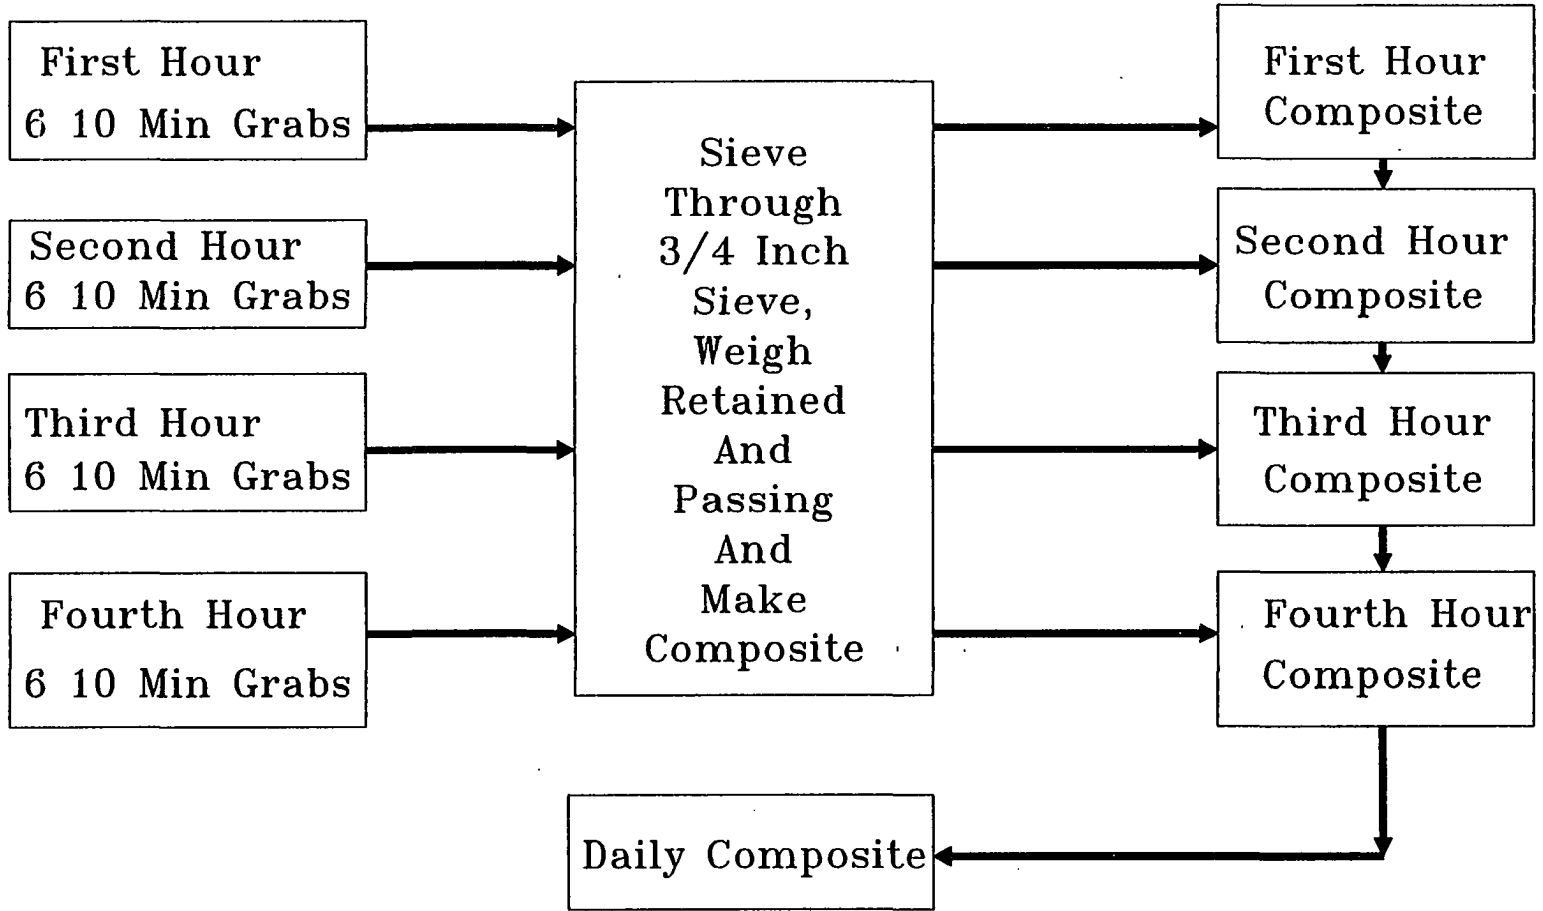 First Hour
6 10 Min Grabs
Second Hour
6 10 Min Grabs
Third Hour
6 10 Min Grabs
Fourth Hour
6 10 Min Grabs
Sieve
Through
3/4 Inch
Sieve,
Weigh
Retained
And
Passing
And
Make
Composite
First Hour
Composite
Second Hour
Composite
Third Hour
Composite
Fourth Hour
Composite
Daily Composite